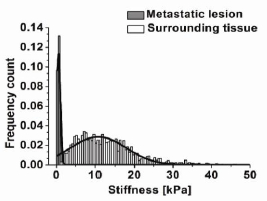 Metastatic lesion
Surrounding tissue
Frequency count
0.14
0.12
0.10
0.08
0.06
0.04
0.02
0.00
0 10 20 30 40 50
Stiffness [kPa]